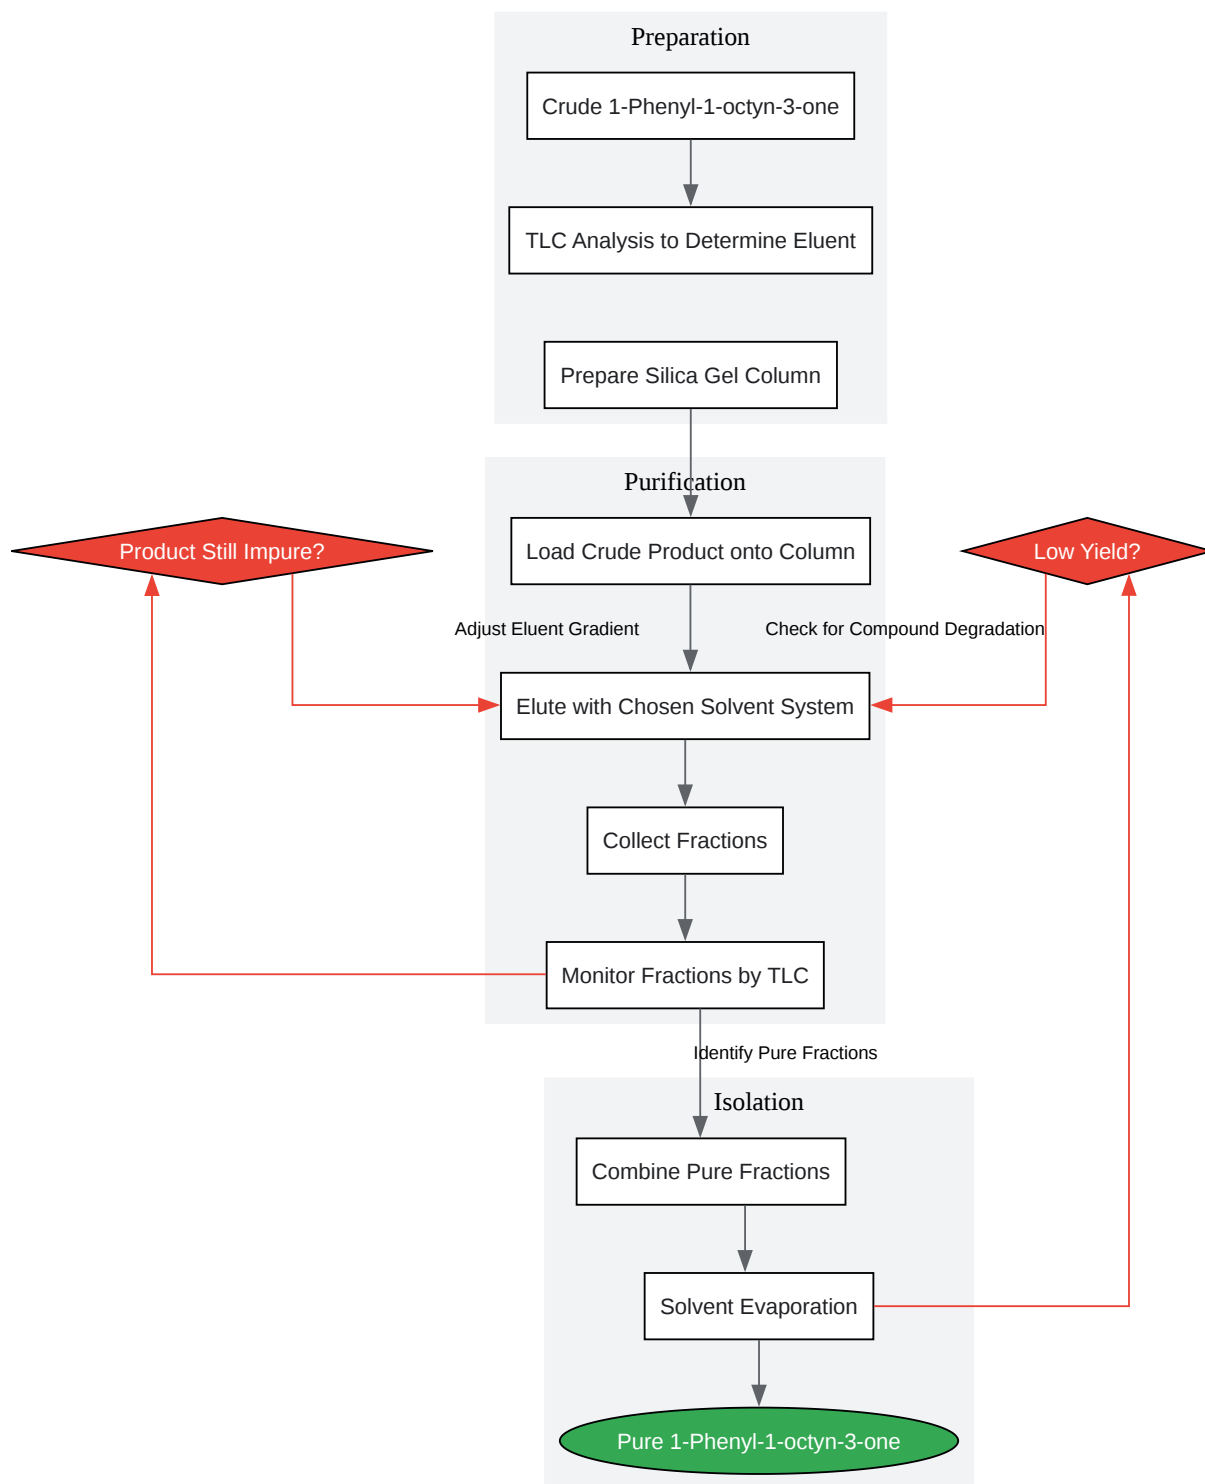 Preparation
Crude 1-Phenyl-1-octyn-3-one
TLC Analysis to Determine Eluent
Prepare Silica Gel Column
Purification
Product Still Impure?
Load Crude Product onto Column
Low Yield?
Adjust Eluent Gradient
Check for Compound Degradation
Elute with Chosen Solvent System
Collect Fractions
Monitor Fractions by TLC
Identify Pure Fractions
Isolation
Combine Pure Fractions
Solvent Evaporation
Pure 1-Phenyl-1-octyn-3-one